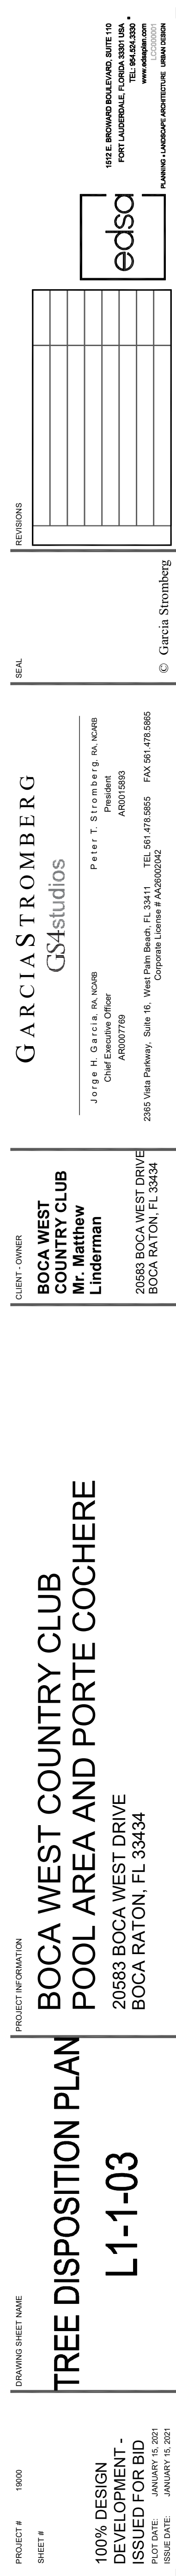 PROJECT # 19000
SHEET #
100% DESIGN
DEVELOPMENT -
ISSUED FOR BID
PLOT DATE: JANUARY 15, 2021
ISSUE DATE: JANUARY 15, 2021
DRAWING SHEET NAME
TREE DISPOSITION PLAN
L1-1-03
PROJECT INFORMATION
BOCA WEST COUNTRY CLUB
POOL AREA AND PORTE COCHERE
20583 BOCA WEST DRIVE
BOCA RATON, FL 33434
CLIENT - OWNER
BOCA WEST
COUNTRY CLUB
Mr. Matthew
Linderman
20583 BOCA WEST DRIVE
BOCA RATON, FL 33434
GARCIASTROMBERG
GS4studios
Jorge H. Garcia, RA, NCARB
Chief Executive Officer
AR0007769
Peter T. Stromberg, RA, NCARB
President
AR0015893
2365 Vista Parkway, Suite 16, West Palm Beach, FL 33411 TEL 561.478.5855 FAX 561.478.5865
Corporate License # AA26002042
SEAL
© Garcia Stromberg
REVISIONS
edsa
1512 E. BROWARD BOULEVARD, SUITE 110
FORT LAUDERDALE, FLORIDA 33301 USA
TEL: 954.524.3330 •
www.edsaplan.com
LCC000001
PLANNING • LANDSCAPE ARCHITECTURE URBAN DESIGN